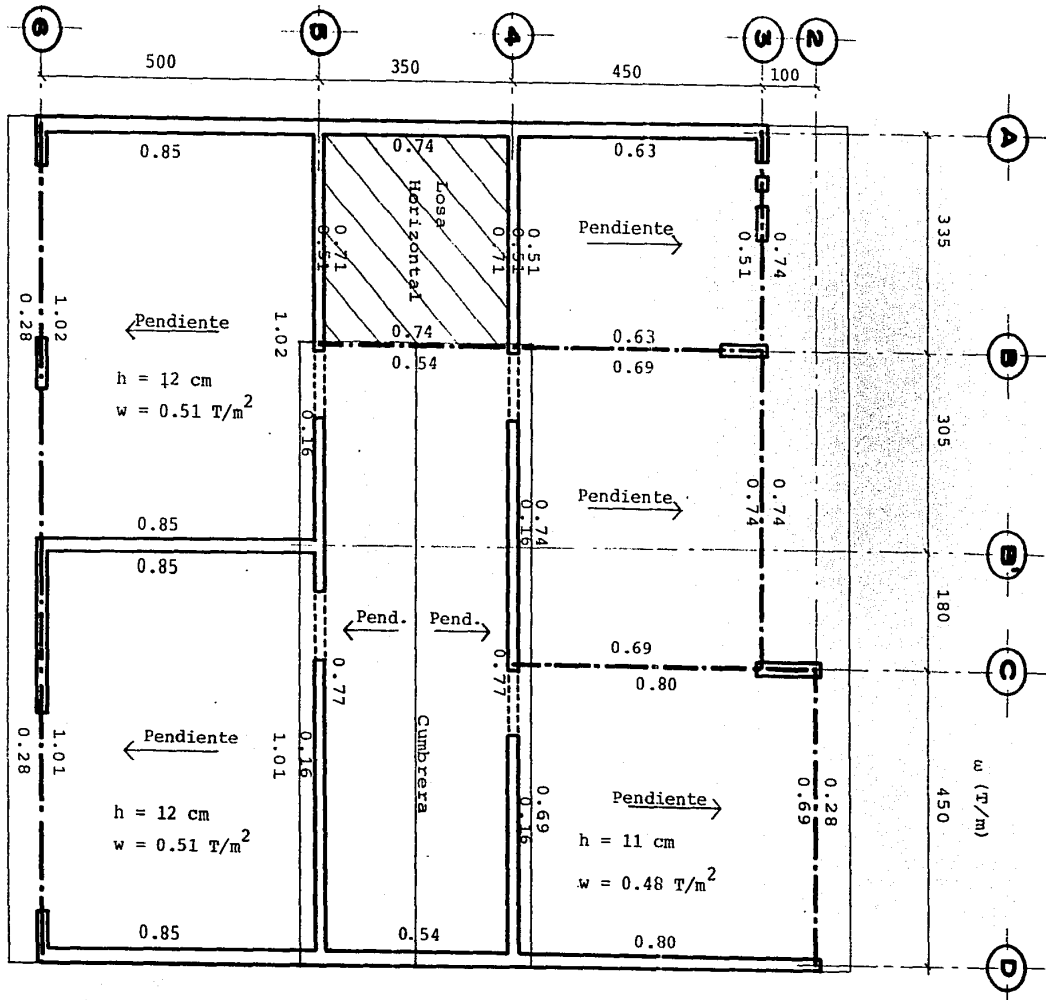 6
5
4
3
2
500
350
450
100
A
B
B'
C
D
335
305
180
450
ω (T/m)
0.85
0.74
0.63
Losa
Horizontal
0.71
0.51
0.51
0.71
0.51
Pendiente
0.74
0.51
1.02
0.28
Pendiente
1.02
0.74
0.54
0.63
0.69
h = 12 cm
w = 0.51 T/m²
0.16
Pendiente
0.74
0.16
0.74
0.74
0.85
0.85
Pend.
Pend.
0.69
0.80
0.77
0.77
Cumbrera
Pendiente
1.01
0.28
0.16
1.01
Pendiente
0.69
0.16
0.28
0.69
h = 12 cm
w = 0.51 T/m²
h = 11 cm
w = 0.48 T/m²
0.85
0.54
0.80